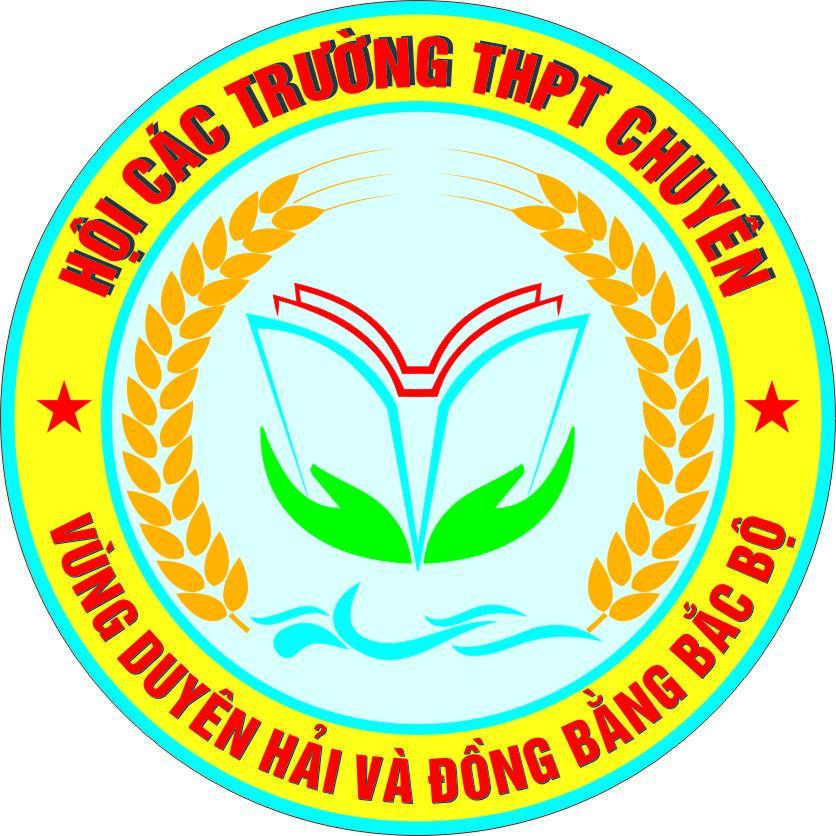 HỘI CÁC TRƯỜNG THPT CHUYÊN
VÙNG DUYÊN HẢI VÀ ĐỒNG BẰNG BẮC BỘ